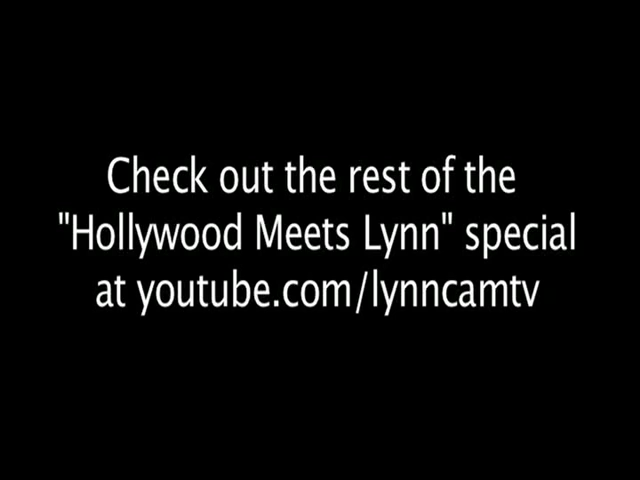 Check out the rest of the
"Hollywood Meets Lynn" special
at youtube.com/lynncamtv